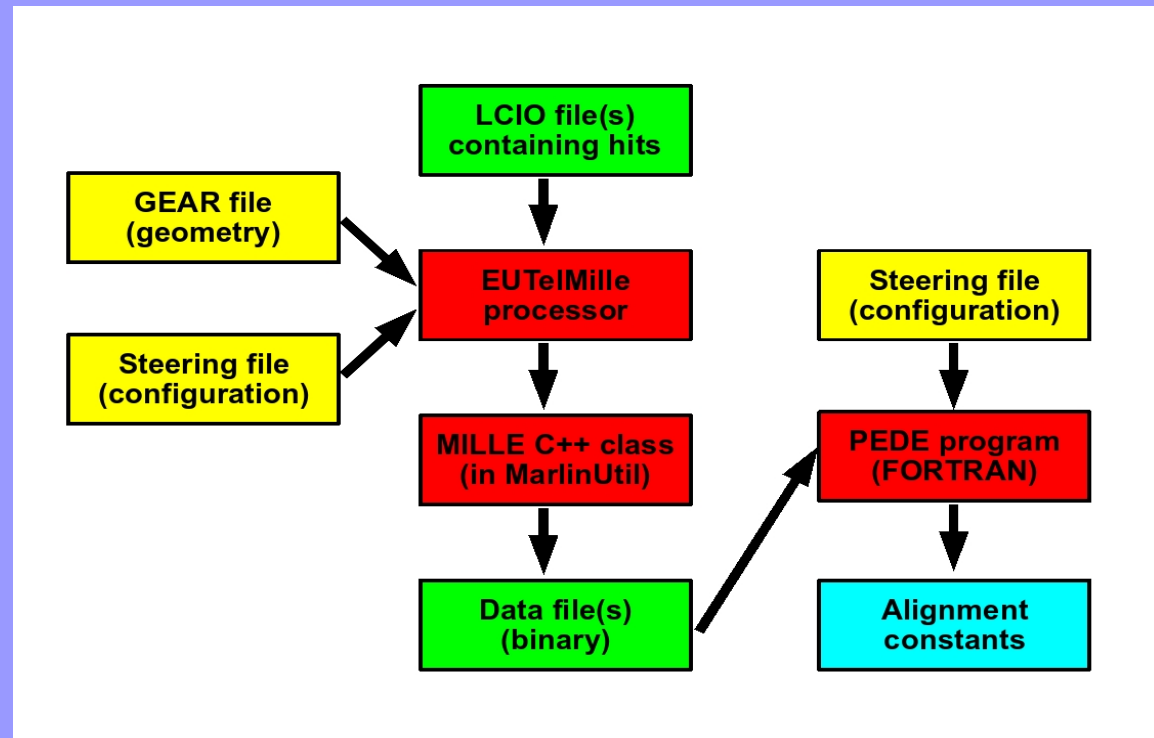 LCIO file(s)
containing hits
GEAR file
(geometry)
EUTelMille
processor
Steering file
(configuration)
Steering file
(configuration)
MILLE C++ class
(in MarlinUtil)
PEDE program
(FORTRAN)
Data file(s)
(binary)
Alignment
constants